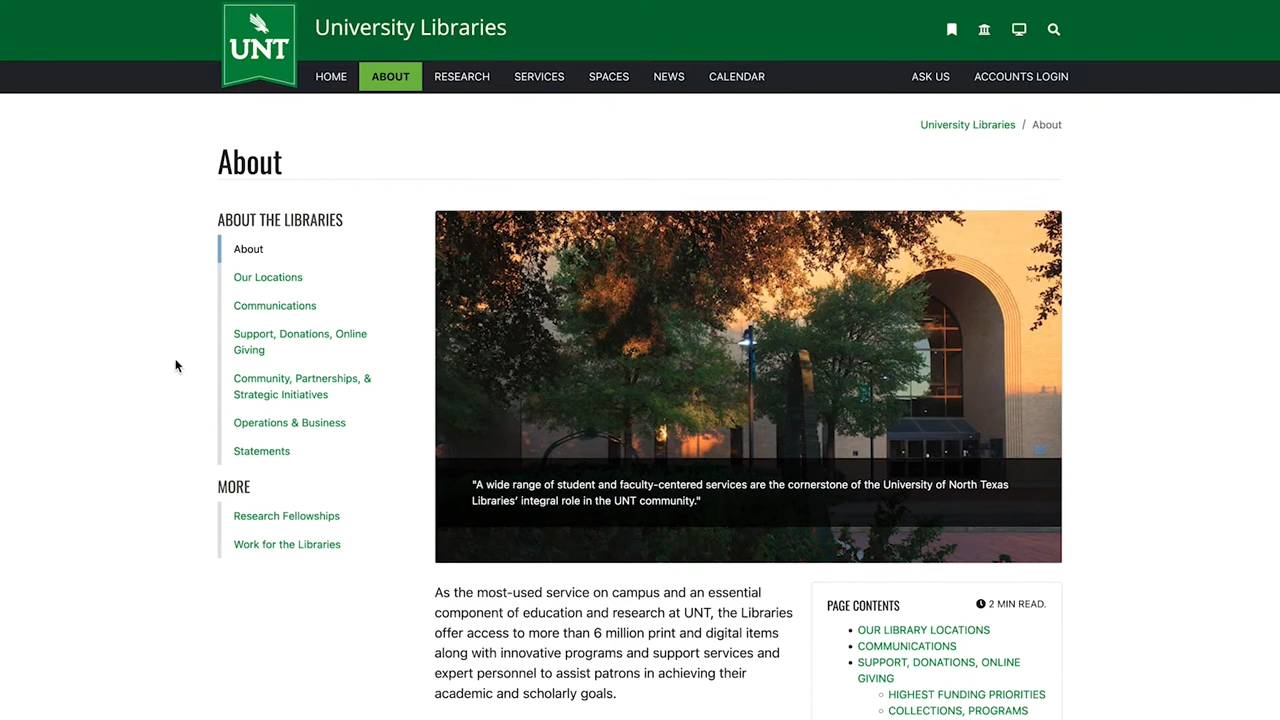 UNT
University Libraries
HOME
ABOUT
RESEARCH
SERVICES
SPACES
NEWS
CALENDAR
ASK US
ACCOUNTS LOGIN
University Libraries / About
About
ABOUT THE LIBRARIES
About
Our Locations
Communications
Support, Donations, Online
Giving
Community, Partnerships, &
Strategic Initiatives
Operations & Business
Statements
MORE
Research Fellowships
Work for the Libraries
"A wide range of student and faculty-centered services are the cornerstone of the University of North Texas
Libraries’ integral role in the UNT community."
As the most-used service on campus and an essential
component of education and research at UNT, the Libraries
offer access to more than 6 million print and digital items
along with innovative programs and support services and
expert personnel to assist patrons in achieving their
academic and scholarly goals.
PAGE CONTENTS
2 MIN READ.
OUR LIBRARY LOCATIONS
COMMUNICATIONS
SUPPORT, DONATIONS, ONLINE
GIVING
HIGHEST FUNDING PRIORITIES
COLLECTIONS, PROGRAMS